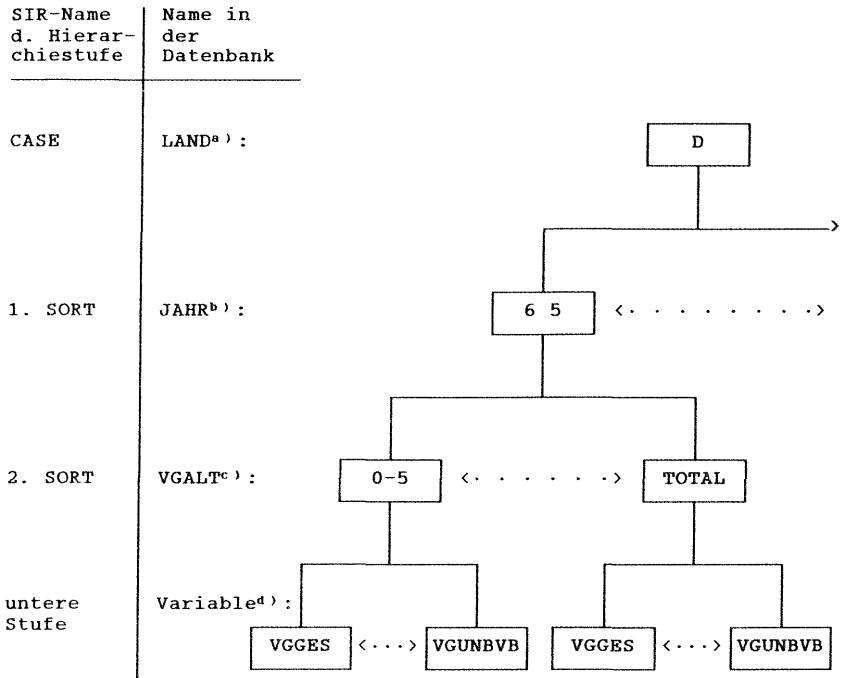 SIR-Name Name in
d. Hierar- der
chiestufe Datenbank
CASE LANDᵃ⁾: D
>
1. SORT JAHRᵇ⁾: 6 5 <. . . . . . . .>
2. SORT VGALTᶜ⁾: 0-5 <. . . . . .> TOTAL
untere Variableᵈ⁾:
Stufe
VGGES <...> VGUNBVB VGGES <...> VGUNBVB